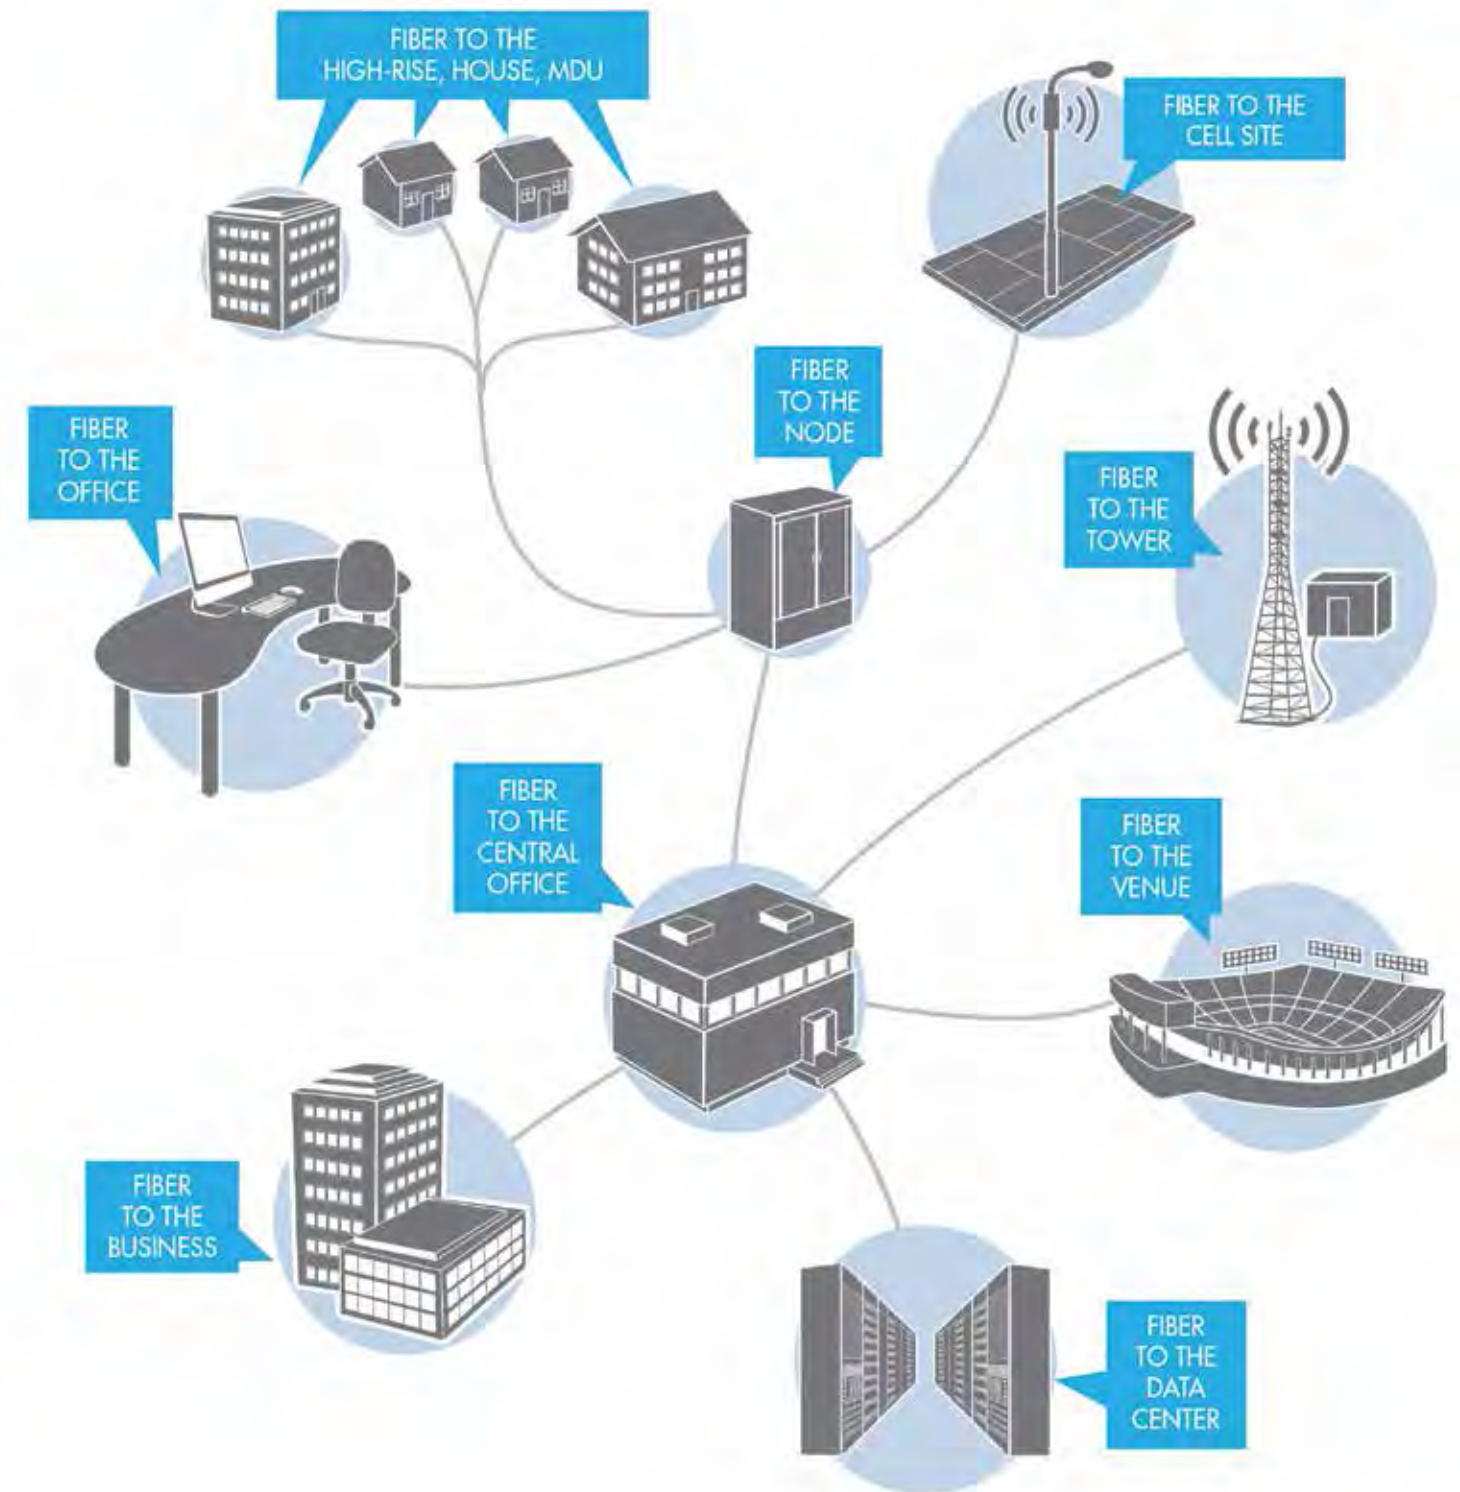 FIBER TO THE
HIGH-RISE, HOUSE, MDU
FIBER TO THE
CELL SITE
FIBER
TO THE
NODE
FIBER
TO THE
OFFICE
FIBER
TO THE
TOWER
FIBER
TO THE
CENTRAL
OFFICE
FIBER
TO THE
VENUE
FIBER
TO THE
BUSINESS
FIBER
TO THE
DATA
CENTER